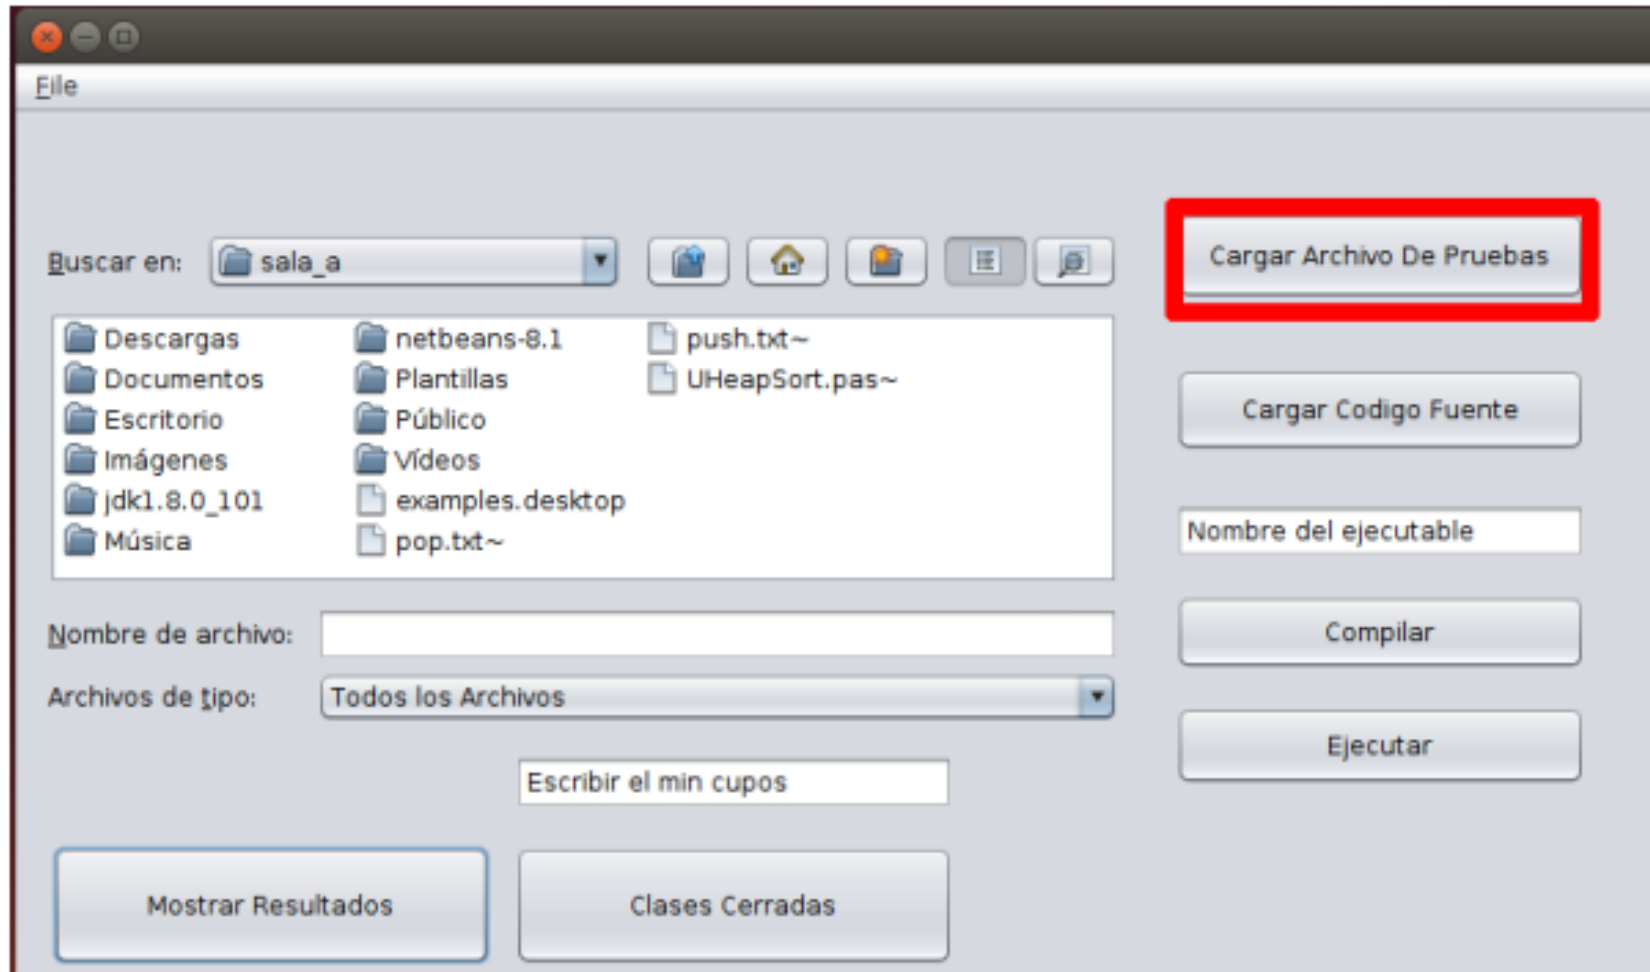 File
Buscar en: sala_a
Cargar Archivo De Pruebas
Descargas netbeans-8.1 push.txt~
Documentos Plantillas UHeapSort.pas~
Escritorio Público
Imágenes Vídeos
jdk1.8.0_101 examples.desktop
Música pop.txt~
Cargar Codigo Fuente
Nombre del ejecutable
Nombre de archivo:
Compilar
Archivos de tipo: Todos los Archivos
Ejecutar
Escribir el min cupos
Mostrar Resultados Clases Cerradas